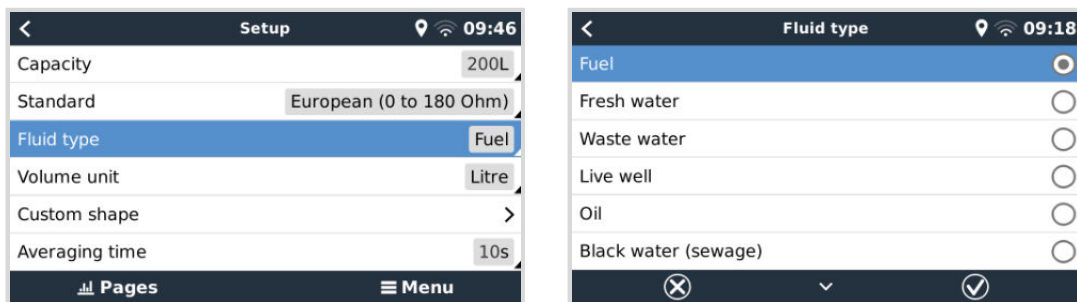 Setup 09:46
Capacity 200L
Standard European (0 to 180 Ohm)
Fluid type Fuel
Volume unit Litre
Custom shape
Averaging time 10s
Pages Menu
Fluid type 09:18
Fuel
Fresh water
Waste water
Live well
Oil
Black water (sewage)